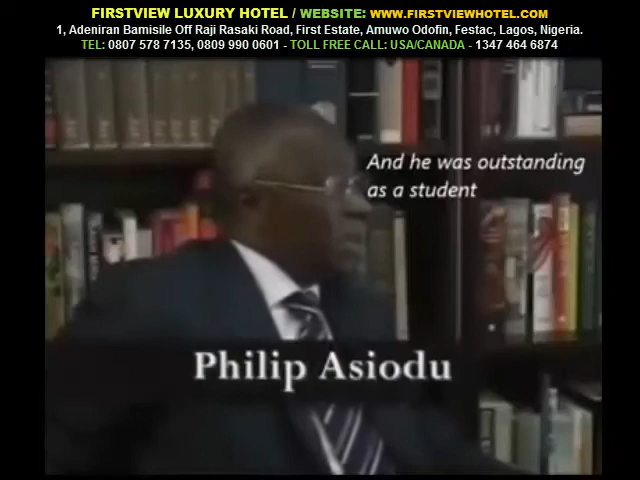 FIRSTVIEW LUXURY HOTEL / WEBSITE: WWW.FIRSTVIEWHOTEL.COM
1, Adeniran Bamisile Off Raji Rasaki Road, First Estate, Amuwo Odofin, Festac, Lagos, Nigeria.
TEL: 0807 578 7135, 0809 990 0601 - TOLL FREE CALL: USA/CANADA - 1347 464 6874
And he was outstanding
as a student
Philip Asiodu